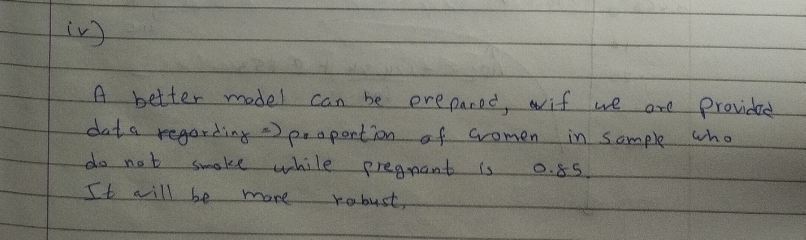 iv)
A better model can be prepared, if we are provided
data regarding => proportion of women in sample who
do not smoke while pregnant is 0.85.
It will be more robust.